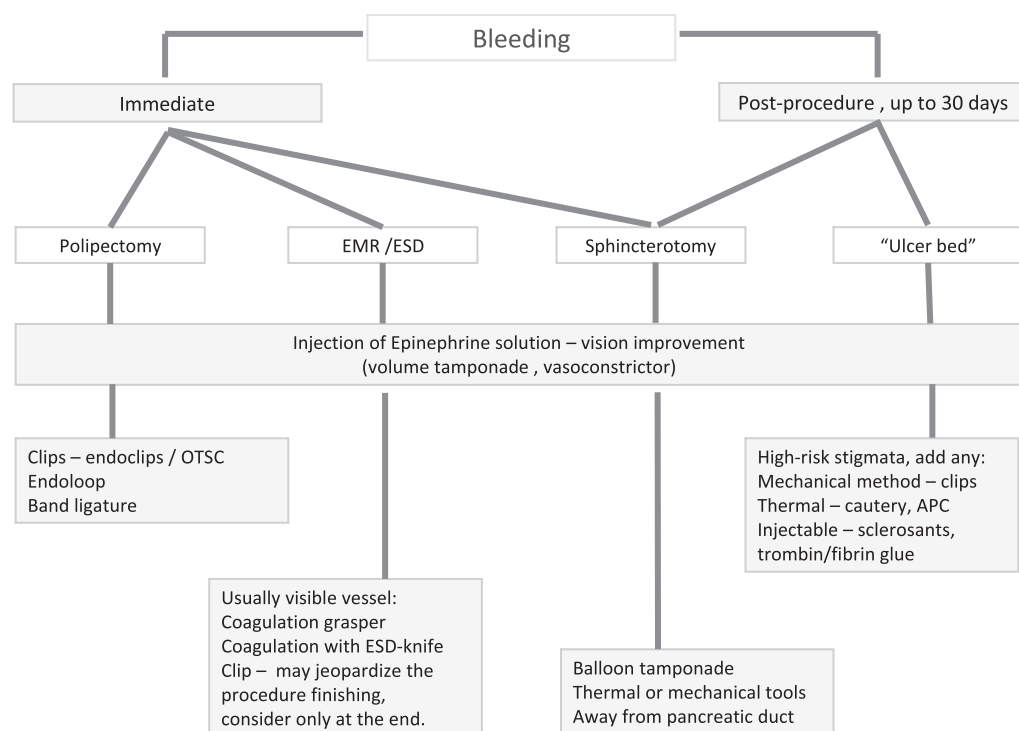 Bleeding
Immediate
Post-procedure , up to 30 days
Polipectomy
EMR /ESD
Sphincterotomy
“Ulcer bed”
Injection of Epinephrine solution – vision improvement
(volume tamponade , vasoconstrictor)
Clips – endoclips / OTSC
Endoloop
Band ligature
High-risk stigmata, add any:
Mechanical method – clips
Thermal – cautery, APC
Injectable – sclerosants,
trombin/fibrin glue
Usually visible vessel:
Coagulation grasper
Coagulation with ESD-knife
Clip – may jeopardize the
procedure finishing,
consider only at the end.
Balloon tamponade
Thermal or mechanical tools
Away from pancreatic duct